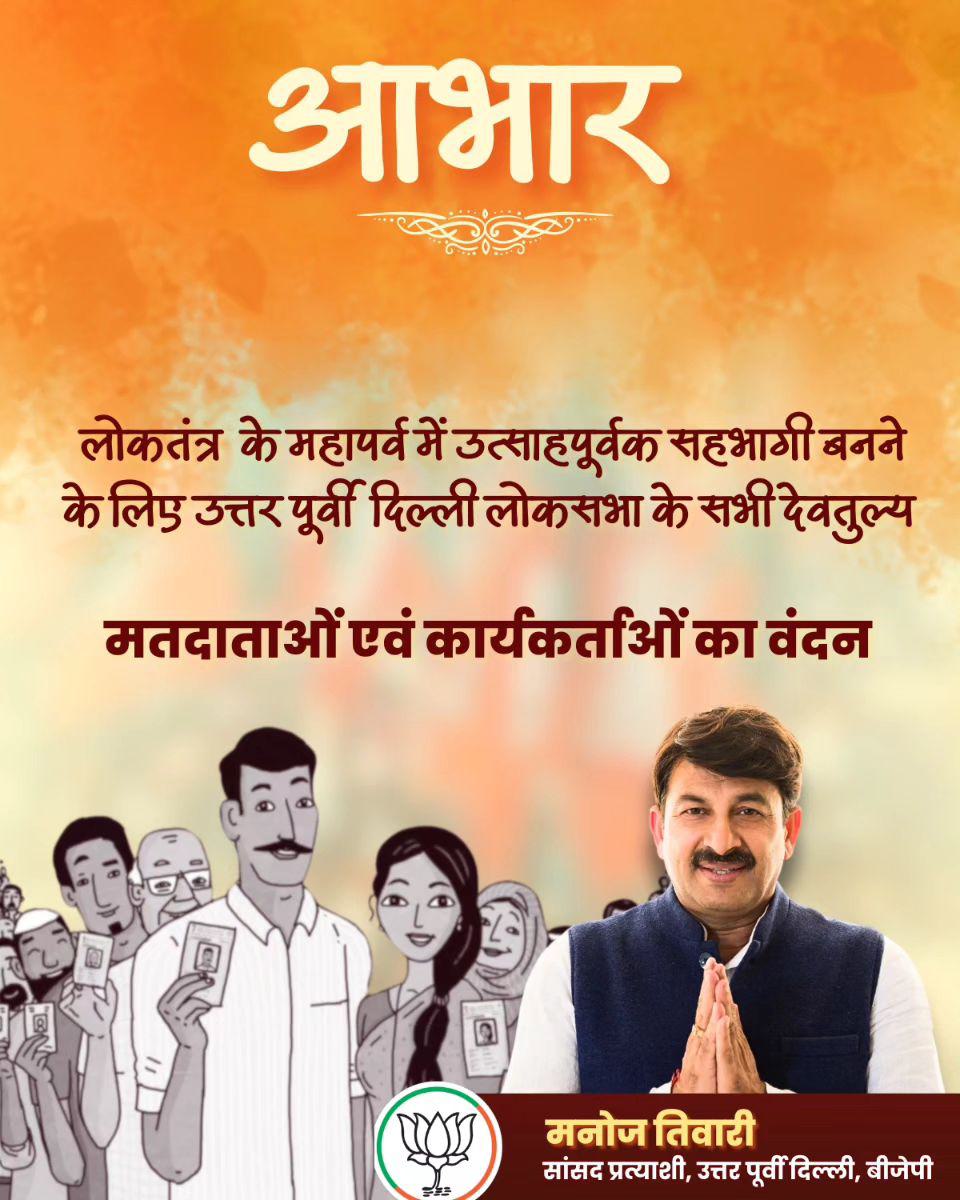 आभार
लोकतंत्र के महापर्व में उत्साहपूर्वक सहभागी बनने
के लिए उत्तर पूर्वी दिल्ली लोकसभा के सभी देवतुल्य
मतदाताओं एवं कार्यकर्ताओं का वंदन
मनोज तिवारी
सांसद प्रत्याशी, उत्तर पूर्वी दिल्ली, बीजेपी